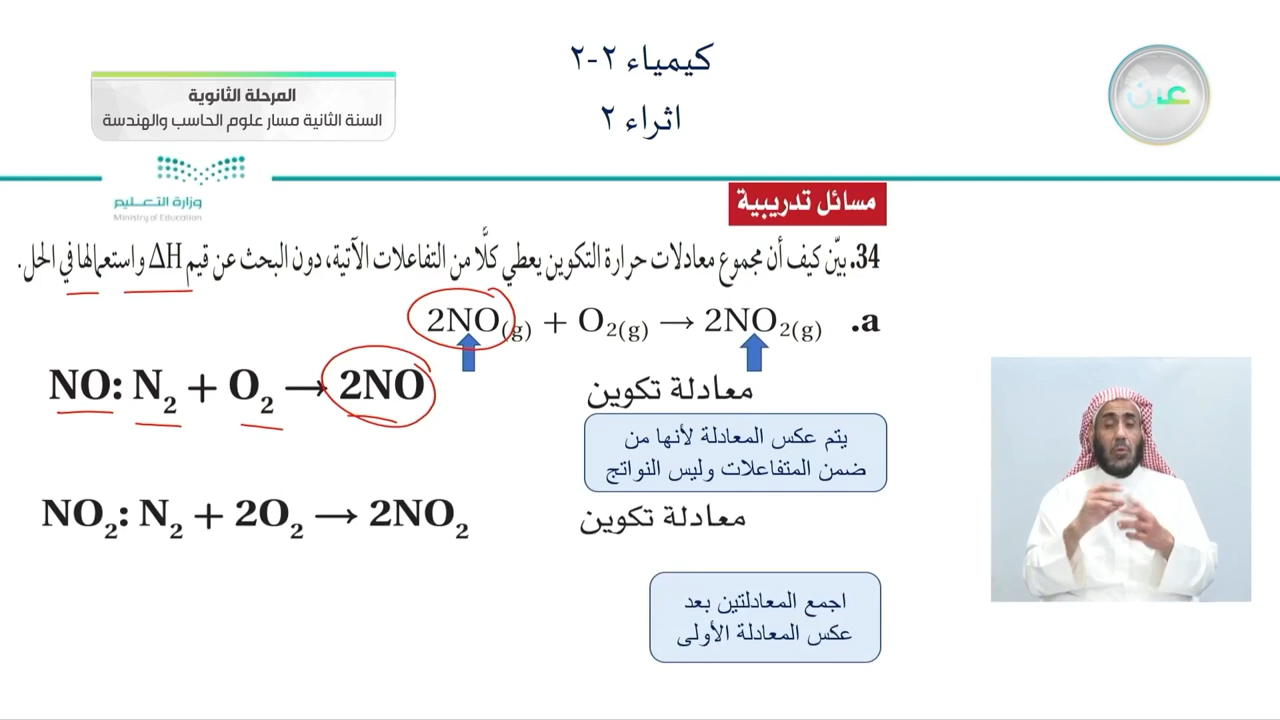 كيمياء ٢-٢
اثراء ٢
المرحلة الثانوية
السنة الثانية مسار علوم الحاسب والهندسة
عين
وزارة التعليم
Ministry of Education
مسائل تدريبية
34. بيّن كيف أن مجموع معادلات حرارة التكوين يعطي كلًّا من التفاعلات الآتية، دون البحث عن قيم ΔH واستعمالها في الحل.
a. 2NO(g) + O2(g) → 2NO2(g)
NO: N2 + O2 → 2NO معادلة تكوين
يتم عكس المعادلة لأنها من
ضمن المتفاعلات وليس النواتج
NO2: N2 + 2O2 → 2NO2 معادلة تكوين
اجمع المعادلتين بعد
عكس المعادلة الأولى